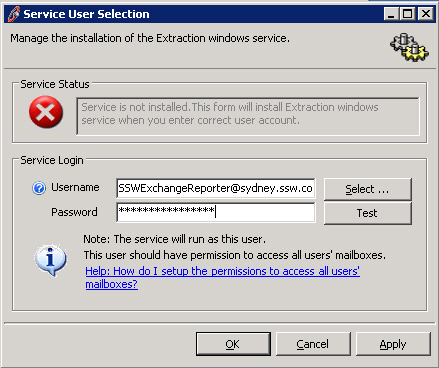 Service User Selection
Manage the installation of the Extraction windows service.
Service Status
Service is not installed.This form will install Extraction windows
service when you enter correct user account.
Service Login
Username
SSWExchangeReporter@sydney.ssw.co
Select ...
Password
****************
Test
Note: The service will run as this user.
This user should have permission to access all users' mailboxes.
Help: How do I setup the permissions to access all users'
mailboxes?
OK
Cancel
Apply